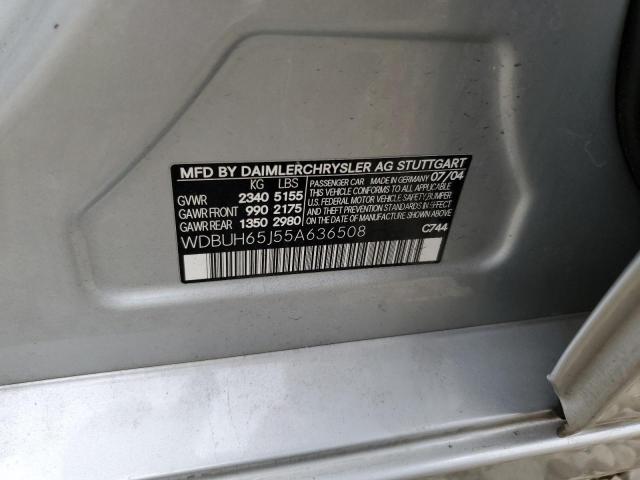 MFD BY DAIMLERCHRYSLER AG STUTTGART
KG LBS
GVWR 2340 5155
GAWR FRONT 990 2175
GAWR REAR 1350 2980
PASSENGER CAR MADE IN GERMANY 07/04
THIS VEHICLE CONFORMS TO ALL APPLICABLE
U.S. FEDERAL MOTOR VEHICLE SAFETY,BUMPER
AND THEFT PREVENTION STANDARDS IN EFFECT
ON THE DATE OF MANUFACTURE
WDBUH65J55A636508
C744